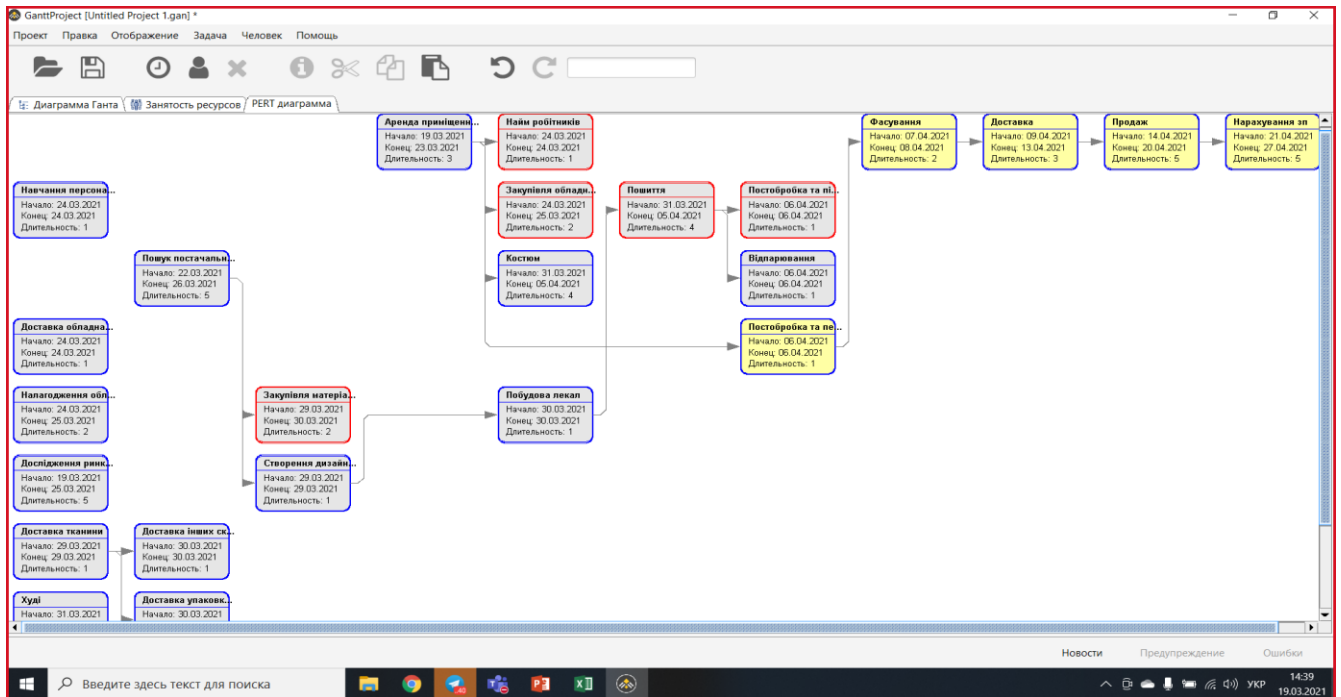 GanttProject [Untitled Project 1.gan] *
Проект Правка Отображение Задача Человек Помощь
Диаграмма Ганта Занятость ресурсов PERT диаграмма
Аренда приміщенн...
Начало: 19.03.2021
Конец: 23.03.2021
Длительность: 3
Найм робітників
Начало: 24.03.2021
Конец: 24.03.2021
Длительность: 1
Фасування
Начало: 07.04.2021
Конец: 08.04.2021
Длительность: 2
Доставка
Начало: 09.04.2021
Конец: 13.04.2021
Длительность: 3
Продаж
Начало: 14.04.2021
Конец: 20.04.2021
Длительность: 5
Нарахування зп
Начало: 21.04.2021
Конец: 27.04.2021
Длительность: 5
Навчання персона...
Начало: 24.03.2021
Конец: 24.03.2021
Длительность: 1
Закупівля обладн...
Начало: 24.03.2021
Конец: 25.03.2021
Длительность: 2
Пошиття
Начало: 31.03.2021
Конец: 05.04.2021
Длительность: 4
Постобробка та пі...
Начало: 06.04.2021
Конец: 06.04.2021
Длительность: 1
Пошук постачальн...
Начало: 22.03.2021
Конец: 26.03.2021
Длительность: 5
Костюм
Начало: 31.03.2021
Конец: 05.04.2021
Длительность: 4
Відпарювання
Начало: 06.04.2021
Конец: 06.04.2021
Длительность: 1
Доставка обладна...
Начало: 24.03.2021
Конец: 24.03.2021
Длительность: 1
Постобробка та пе...
Начало: 06.04.2021
Конец: 06.04.2021
Длительность: 1
Налагодження обл...
Начало: 24.03.2021
Конец: 25.03.2021
Длительность: 2
Закупівля матеріа...
Начало: 29.03.2021
Конец: 30.03.2021
Длительность: 2
Побудова лекал
Начало: 30.03.2021
Конец: 30.03.2021
Длительность: 1
Дослідження ринк...
Начало: 19.03.2021
Конец: 25.03.2021
Длительность: 5
Створення дизайн...
Начало: 29.03.2021
Конец: 29.03.2021
Длительность: 1
Доставка тканини
Начало: 29.03.2021
Конец: 29.03.2021
Длительность: 1
Доставка інших ск...
Начало: 30.03.2021
Конец: 30.03.2021
Длительность: 1
Худі
Начало: 31.03.2021
Доставка упаковк...
Начало: 30.03.2021
Новости Предупреждение Ошибки
Введите здесь текст для поиска
УКР
14:39
19.03.2021